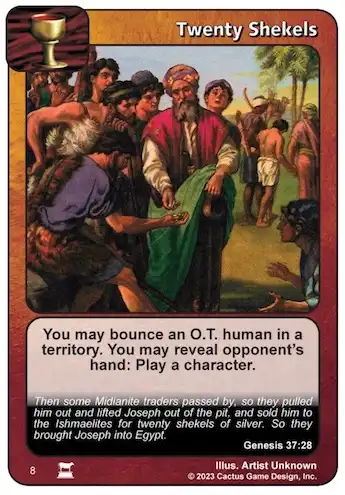 Twenty Shekels
You may bounce an O.T. human in a
territory. You may reveal opponent's
hand: Play a character.
Then some Midianite traders passed by, so they pulled
him out and lifted Joseph out of the pit, and sold him to
the Ishmaelites for twenty shekels of silver. So they
brought Joseph into Egypt.
Genesis 37:28
Illus. Artist Unknown
8
© 2023 Cactus Game Design, Inc.